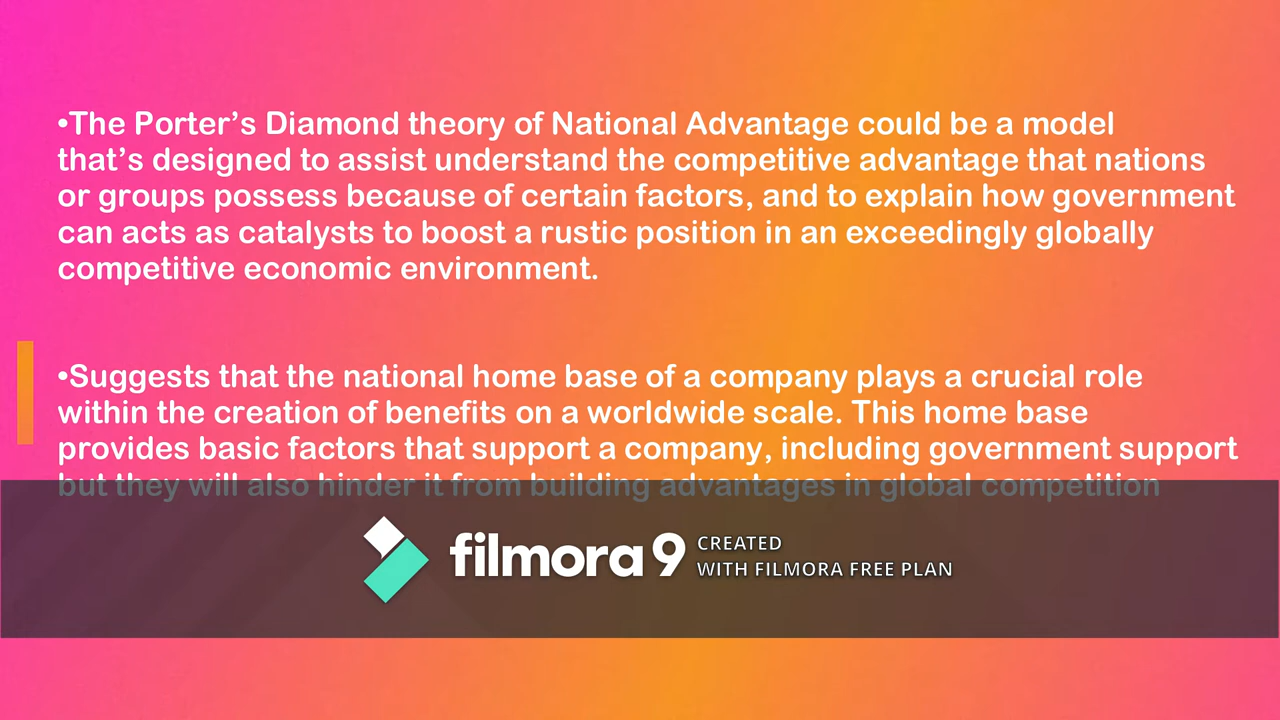 •The Porter’s Diamond theory of National Advantage could be a model
that’s designed to assist understand the competitive advantage that nations
or groups possess because of certain factors, and to explain how government
can acts as catalysts to boost a rustic position in an exceedingly globally
competitive economic environment.
•Suggests that the national home base of a company plays a crucial role
within the creation of benefits on a worldwide scale. This home base
provides basic factors that support a company, including government support
but they will also hinder it from building advantages in global competition
filmora 9
CREATED
WITH FILMORA FREE PLAN